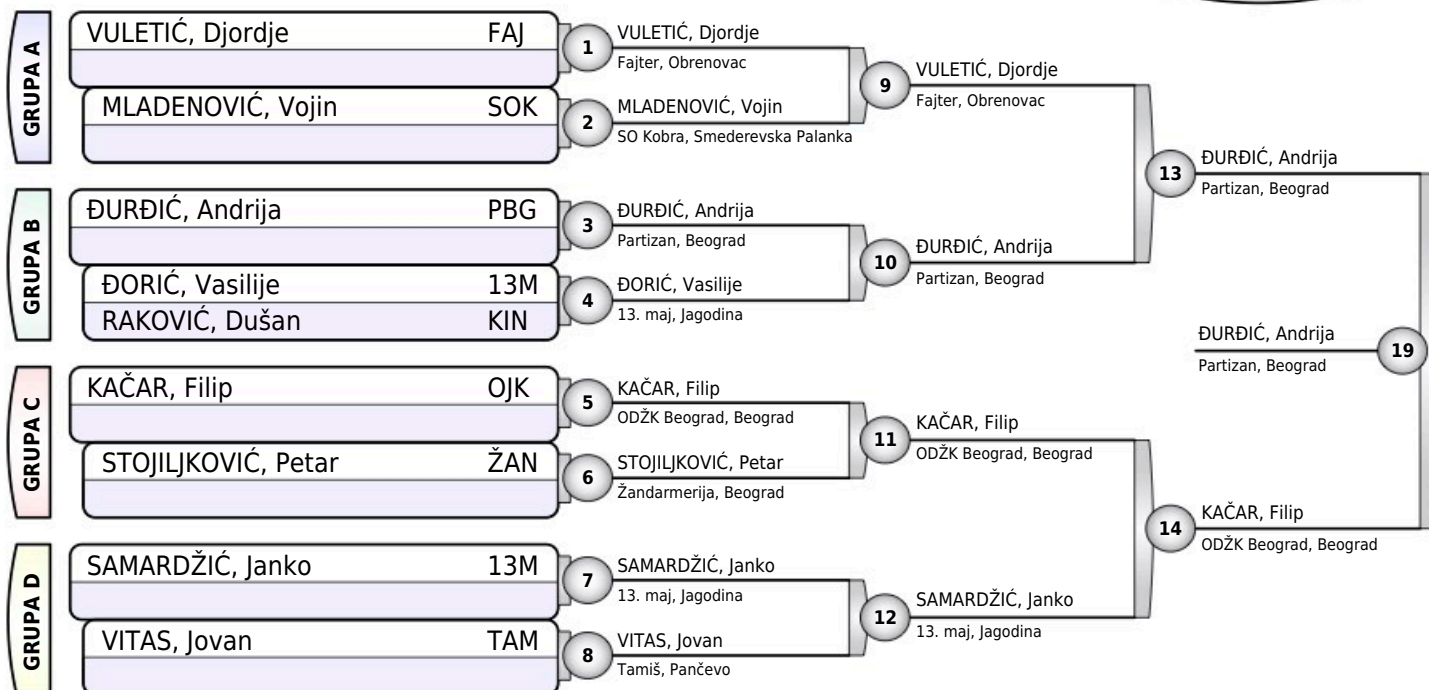 GRUPA A
VULETIĆ, Djordje FAJ
MLADENOVIĆ, Vojin SOK
GRUPA B
ĐURĐIĆ, Andrija PBG
ĐORIĆ, Vasilije 13M
RAKOVIĆ, Dušan KIN
GRUPA C
KAČAR, Filip OJK
STOJILJKOVIĆ, Petar ŽAN
GRUPA D
SAMARDŽIĆ, Janko 13M
VITAS, Jovan TAM
1 VULETIĆ, Djordje
Fajter, Obrenovac
2 MLADENOVIĆ, Vojin
SO Kobra, Smederevska Palanka
3 ĐURĐIĆ, Andrija
Partizan, Beograd
4 ĐORIĆ, Vasilije
13. maj, Jagodina
5 KAČAR, Filip
ODŽK Beograd, Beograd
6 STOJILJKOVIĆ, Petar
Žandarmerija, Beograd
7 SAMARDŽIĆ, Janko
13. maj, Jagodina
8 VITAS, Jovan
Tamiš, Pančevo
9 VULETIĆ, Djordje
Fajter, Obrenovac
10 ĐURĐIĆ, Andrija
Partizan, Beograd
11 KAČAR, Filip
ODŽK Beograd, Beograd
12 SAMARDŽIĆ, Janko
13. maj, Jagodina
13 ĐURĐIĆ, Andrija
Partizan, Beograd
14 KAČAR, Filip
ODŽK Beograd, Beograd
ĐURĐIĆ, Andrija 19
Partizan, Beograd